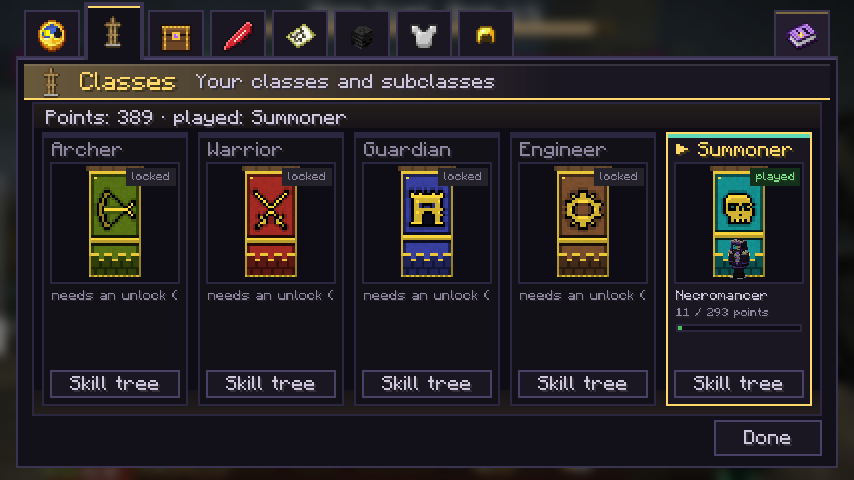 Classes Your classes and subclasses
Points: 389 · played: Summoner
Archer
locked
needs an unlock (
Skill tree
Warrior
locked
needs an unlock (
Skill tree
Guardian
locked
needs an unlock (
Skill tree
Engineer
locked
needs an unlock (
Skill tree
▶ Summoner
played
Necromancer
11 / 293 points
Skill tree
Done